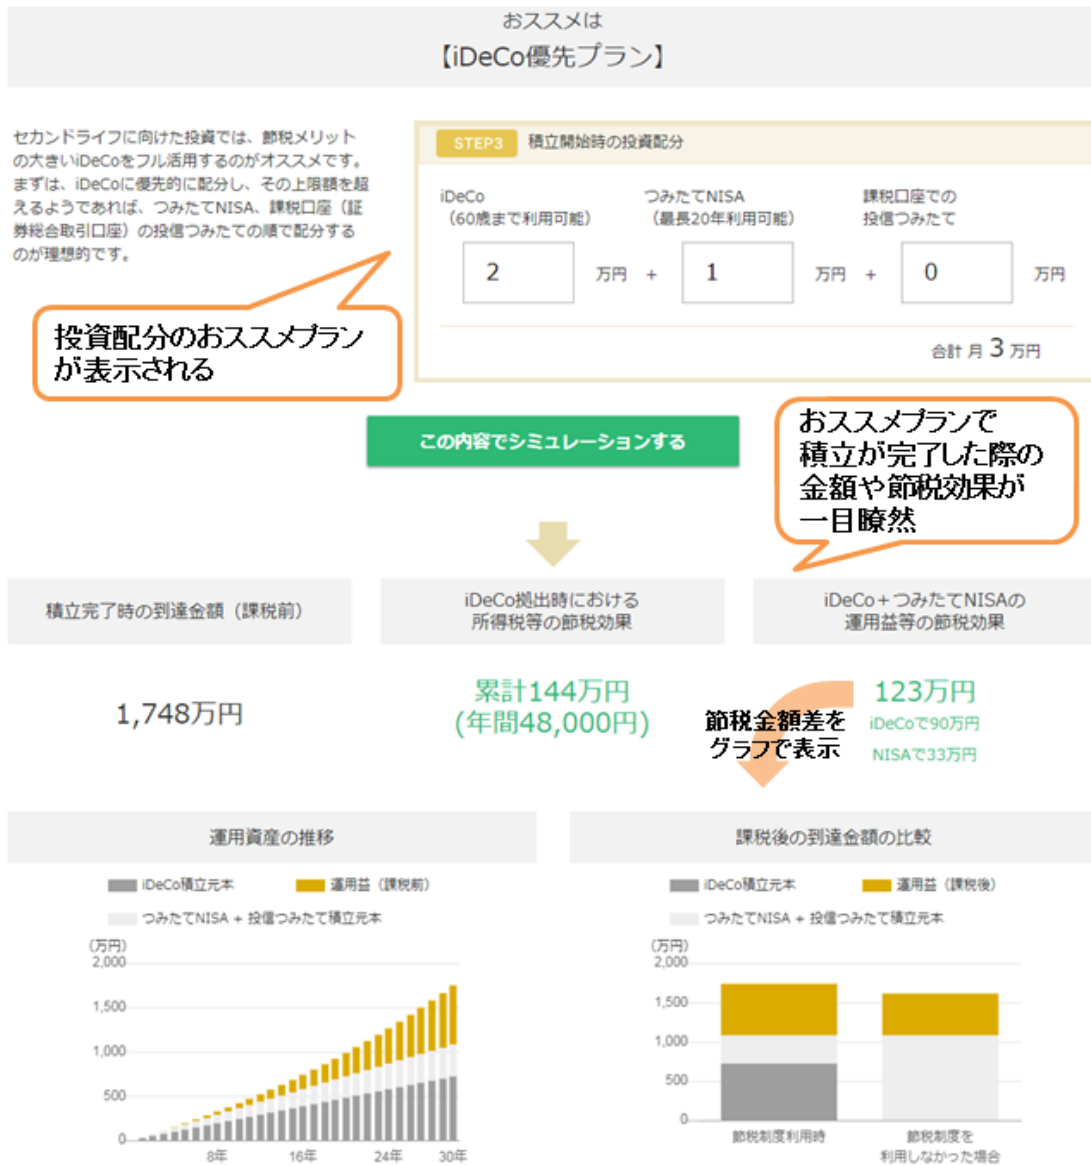 おススメは
【iDeCo優先プラン】
セカンドライフに向けた投資では、節税メリット
の大きいiDeCoをフル活用するのがオススメです。
まずは、iDeCoに優先的に配分し、その上限額を超
えるようであれば、つみたてNISA、課税口座（証
券総合取引口座）の投信つみたての順で配分する
のが理想的です。
投資配分のおススメプラン
が表示される
STEP3 積立開始時の投資配分
iDeCo
（60歳まで利用可能）
つみたてNISA
（最長20年利用可能）
課税口座での
投信つみたて
2 万円 + 1 万円 + 0 万円
合計 月 3 万円
この内容でシミュレーションする
おススメプランで
積立が完了した際の
金額や節税効果が
一目瞭然
積立完了時の到達金額（課税前）
1,748万円
iDeCo拠出時における
所得税等の節税効果
累計144万円
(年間48,000円)
iDeCo＋つみたてNISAの
運用益等の節税効果
123万円
iDeCoで90万円
NISAで33万円
節税金額差を
グラフで表示
運用資産の推移
iDeCo積立元本 運用益（課税前）
つみたてNISA + 投信つみたて積立元本
(万円)
2,000
1,500
1,000
500
0
8年 16年 24年 30年
課税後の到達金額の比較
iDeCo積立元本 運用益（課税後）
つみたてNISA + 投信つみたて積立元本
(万円)
2,000
1,500
1,000
500
0
節税制度利用時
節税制度を
利用しなかった場合